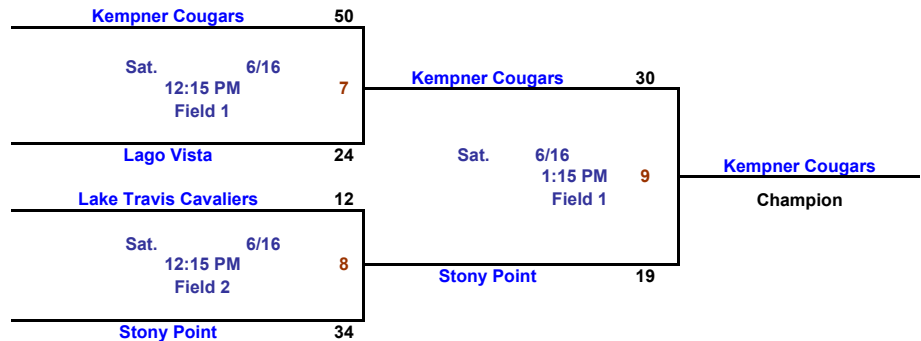 Kempner Cougars 50
Sat. 6/16
12:15 PM 7
Field 1
Lago Vista 24
Lake Travis Cavaliers 12
Sat. 6/16
12:15 PM 8
Field 2
Stony Point 34
Kempner Cougars 30
Sat. 6/16
1:15 PM 9
Field 1
Stony Point 19
Kempner Cougars
Champion